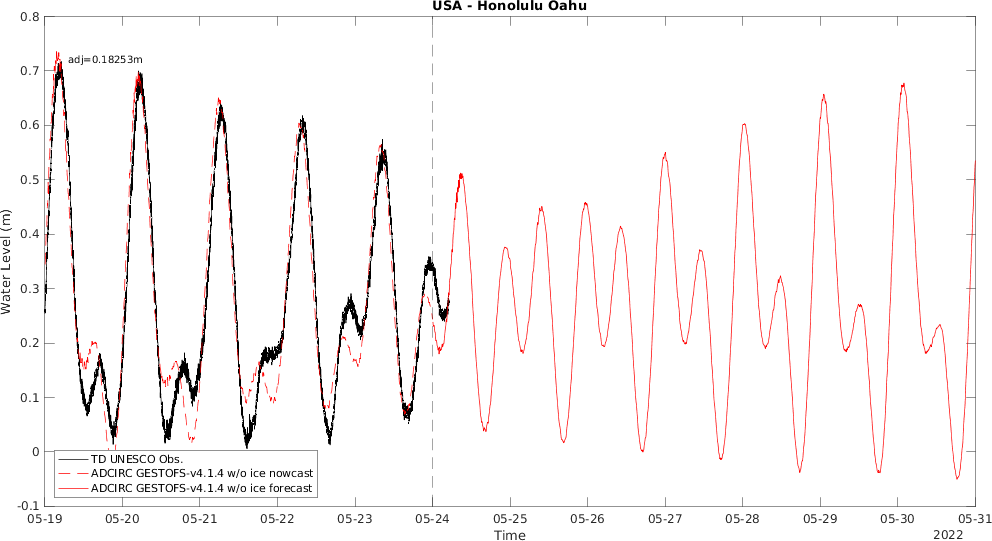 USA - Honolulu Oahu
adj=0.18253m
0.8
0.7
0.6
0.5
0.4
0.3
0.2
0.1
0
-0.1
Water Level (m)
TD UNESCO Obs.
ADCIRC GESTOFS-v4.1.4 w/o ice nowcast
ADCIRC GESTOFS-v4.1.4 w/o ice forecast
05-19 05-20 05-21 05-22 05-23 05-24 05-25 05-26 05-27 05-28 05-29 05-30 05-31
Time
2022